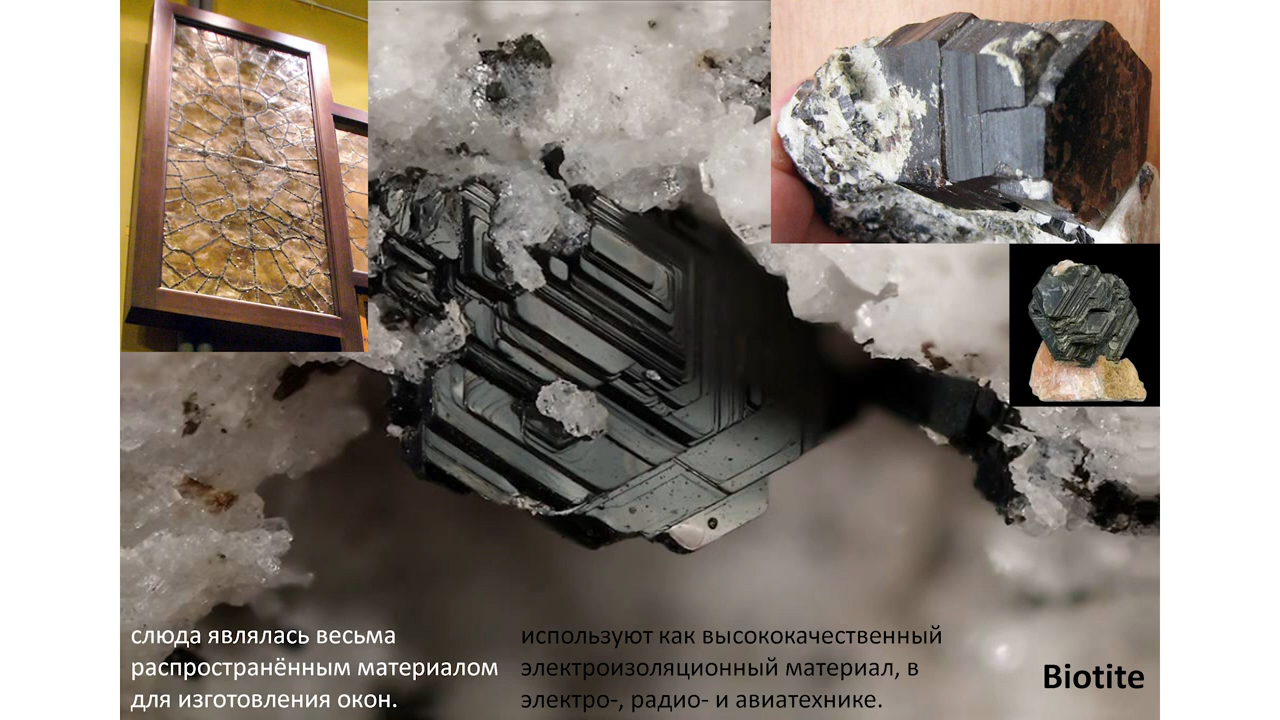 слюда являлась весьма
распространённым материалом
для изготовления окон.
используют как высококачественный
электроизоляционный материал, в
электро-, радио- и авиатехнике.
Biotite